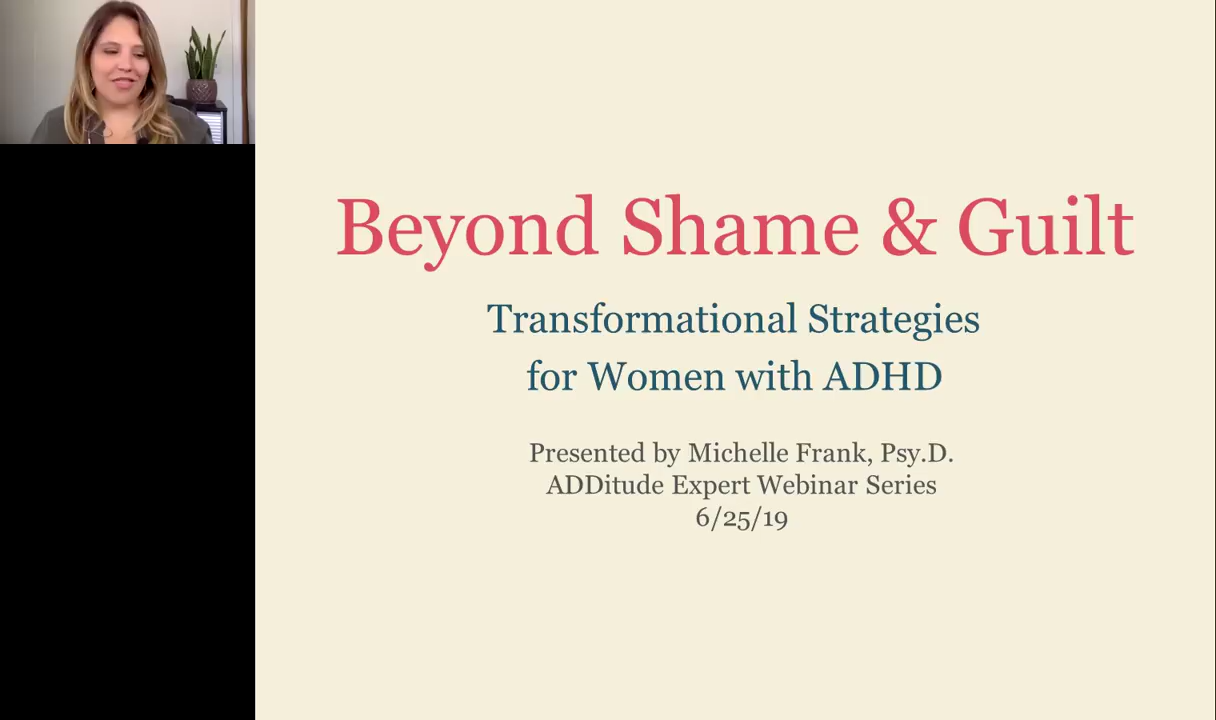 Beyond Shame & Guilt
Transformational Strategies
for Women with ADHD
Presented by Michelle Frank, Psy.D.
ADDitude Expert Webinar Series
6/25/19